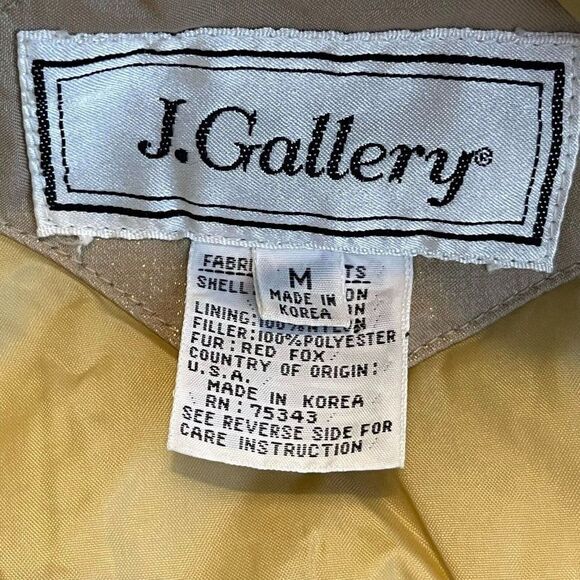 J.Gallery®
M
MADE IN
KOREA
SHELL
LINING:100%NYLON
FILLER:100%POLYESTER
FUR:RED FOX
COUNTRY OF ORIGIN:
U.S.A.
MADE IN KOREA
RN:75343
SEE REVERSE SIDE FOR
CARE INSTRUCTION